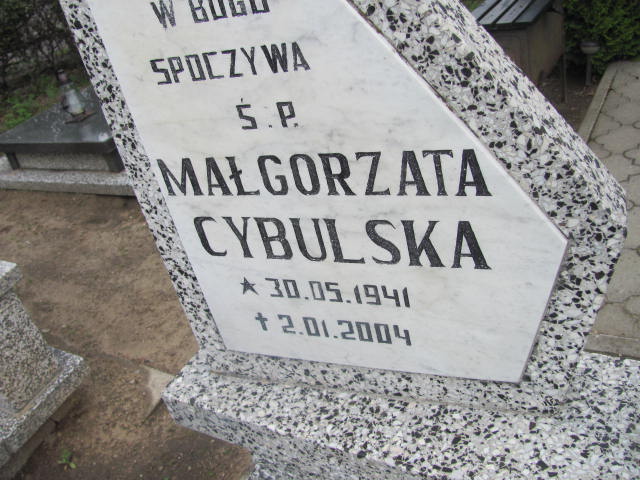 W BOGU
SPOCZYWA
Ś.P.
MAŁGORZATA
CYBULSKA
* 30.05.1941
† 2.01.2004